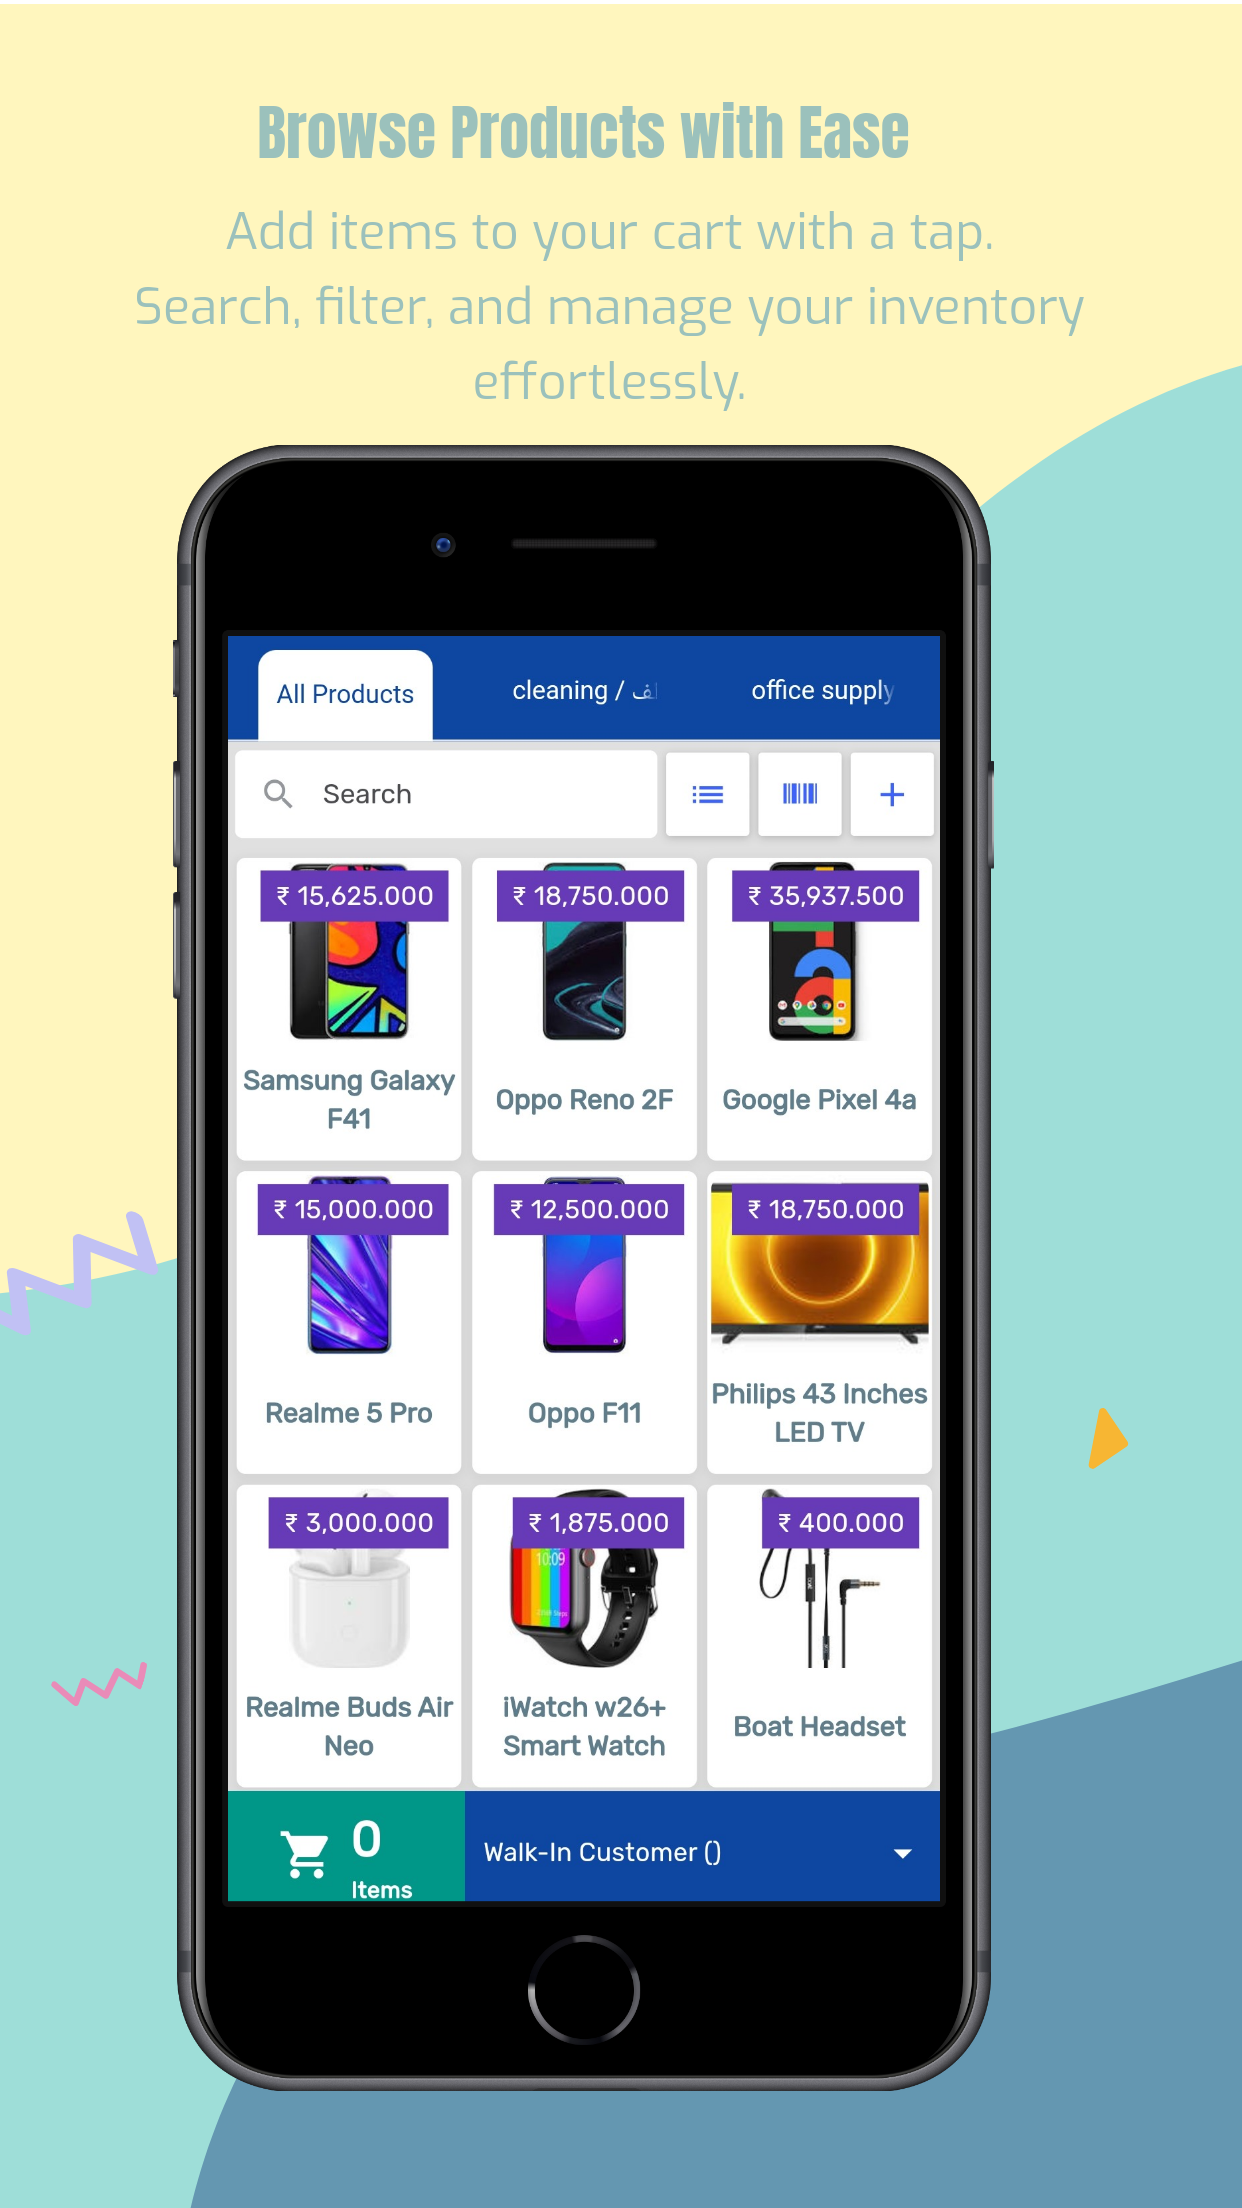 Browse Products with Ease
Add items to your cart with a tap.
Search, filter, and manage your inventory
effortlessly.
All Products
cleaning /
office supply
Search
₹ 15,625.000
₹ 18,750.000
₹ 35,937.500
Samsung Galaxy
F41
Oppo Reno 2F
Google Pixel 4a
₹ 15,000.000
₹ 12,500.000
₹ 18,750.000
Realme 5 Pro
Oppo F11
Philips 43 Inches
LED TV
₹ 3,000.000
₹ 1,875.000
₹ 400.000
10:09
Realme Buds Air
Neo
iWatch w26+
Smart Watch
Boat Headset
0
Items
Walk-In Customer ()